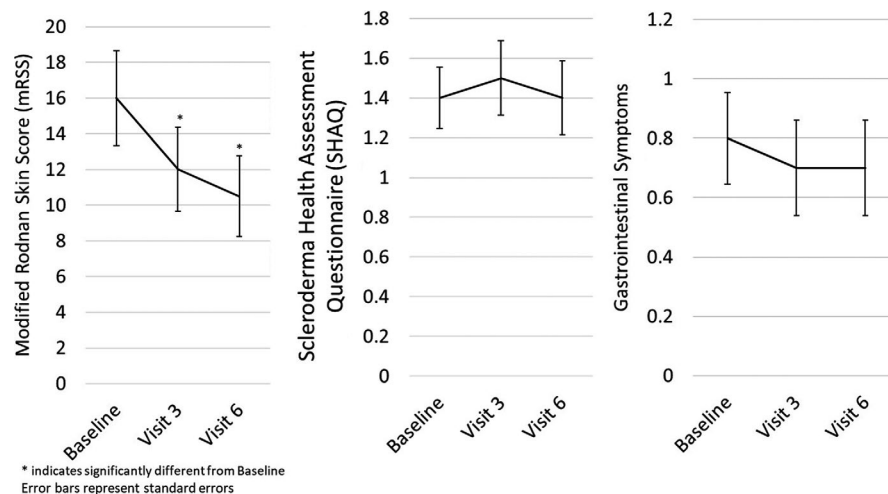 Modified Rodnan Skin Score (mRSS)
20
18
16
14
12
10
8
6
4
2
0
*
*
Baseline
Visit 3
Visit 6
Scleroderma Health Assessment
Questionnaire (SHAQ)
1.8
1.6
1.4
1.2
1
0.8
0.6
0.4
0.2
0
Baseline
Visit 3
Visit 6
Gastrointestinal Symptoms
1.2
1
0.8
0.6
0.4
0.2
0
Baseline
Visit 3
Visit 6
* indicates significantly different from Baseline
Error bars represent standard errors